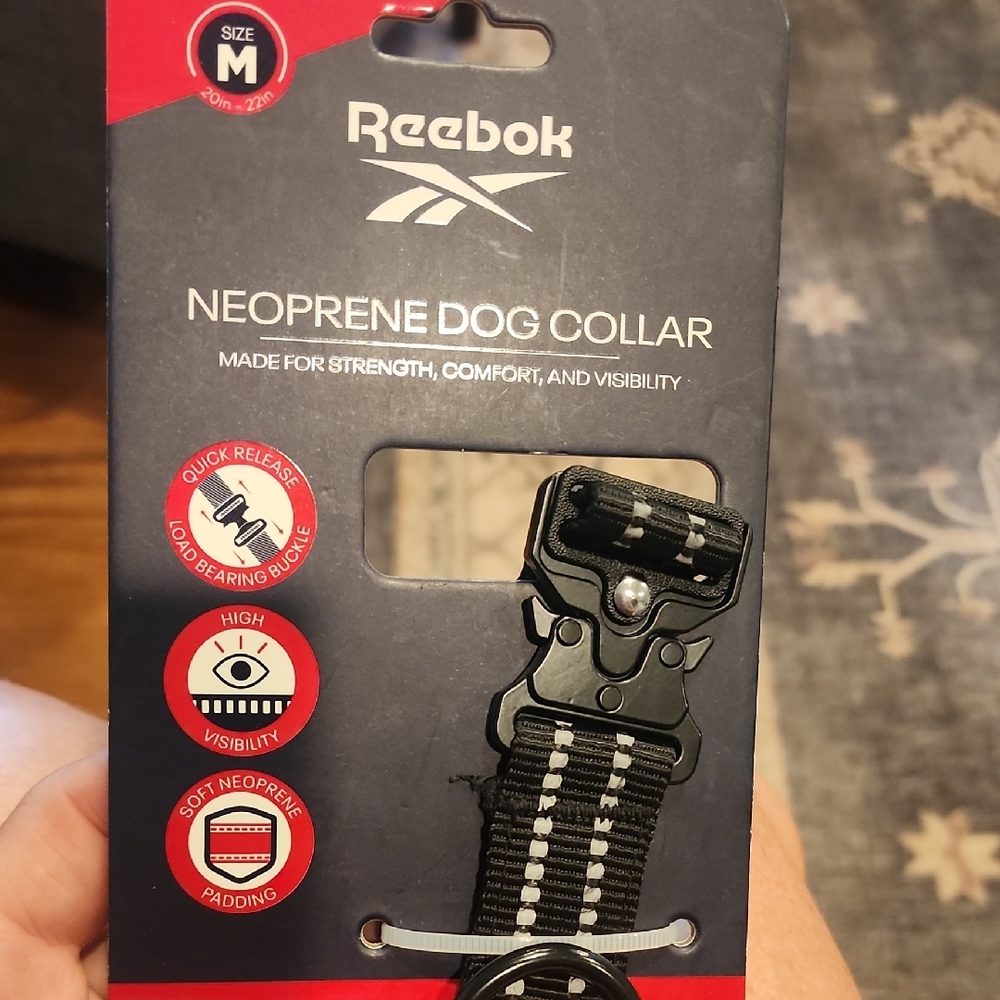 SIZE
M
20in - 22in
Reebok
NEOPRENE DOG COLLAR
MADE FOR STRENGTH, COMFORT, AND VISIBILITY
QUICK RELEASE
LOAD BEARING BUCKLE
HIGH
VISIBILITY
SOFT NEOPRENE
PADDING